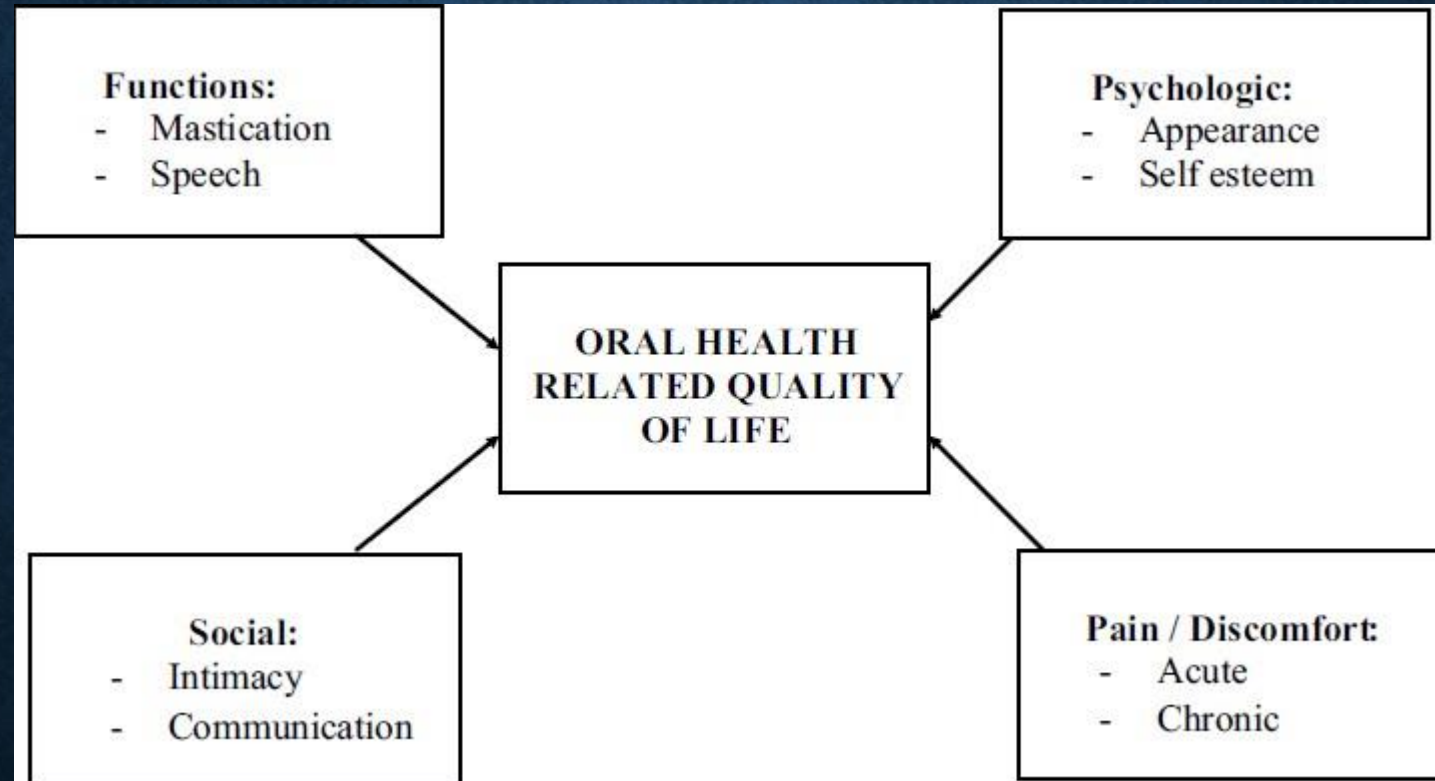 Functions:
- Mastication
- Speech
Psychologic:
- Appearance
- Self esteem
ORAL HEALTH
RELATED QUALITY
OF LIFE
Social:
- Intimacy
- Communication
Pain / Discomfort:
- Acute
- Chronic